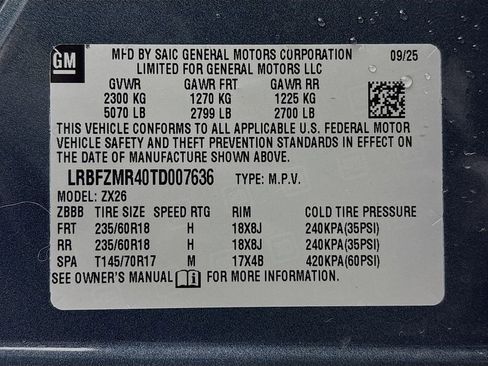 GM
MFD BY SAIC GENERAL MOTORS CORPORATION 09/25
LIMITED FOR GENERAL MOTORS LLC
GVWR GAWR FRT GAWR RR
2300 KG 1270 KG 1225 KG
5070 LB 2799 LB 2700 LB
THIS VEHICLE CONFORMS TO ALL APPLICABLE U.S. FEDERAL MOTOR
VEHICLE SAFETY AND THEFT PREVENTION STANDARDS IN EFFECT ON
THE DATE OF MANUFACTURE SHOWN ABOVE.
LRBFZMR40TD007636 TYPE: M.P.V.
MODEL: ZX26
ZBBB TIRE SIZE SPEED RTG RIM COLD TIRE PRESSURE
FRT 235/60R18 H 18X8J 240KPA(35PSI)
RR 235/60R18 H 18X8J 240KPA(35PSI)
SPA T145/70R17 M 17X4B 420KPA(60PSI)
SEE OWNER'S MANUAL FOR MORE INFORMATION.